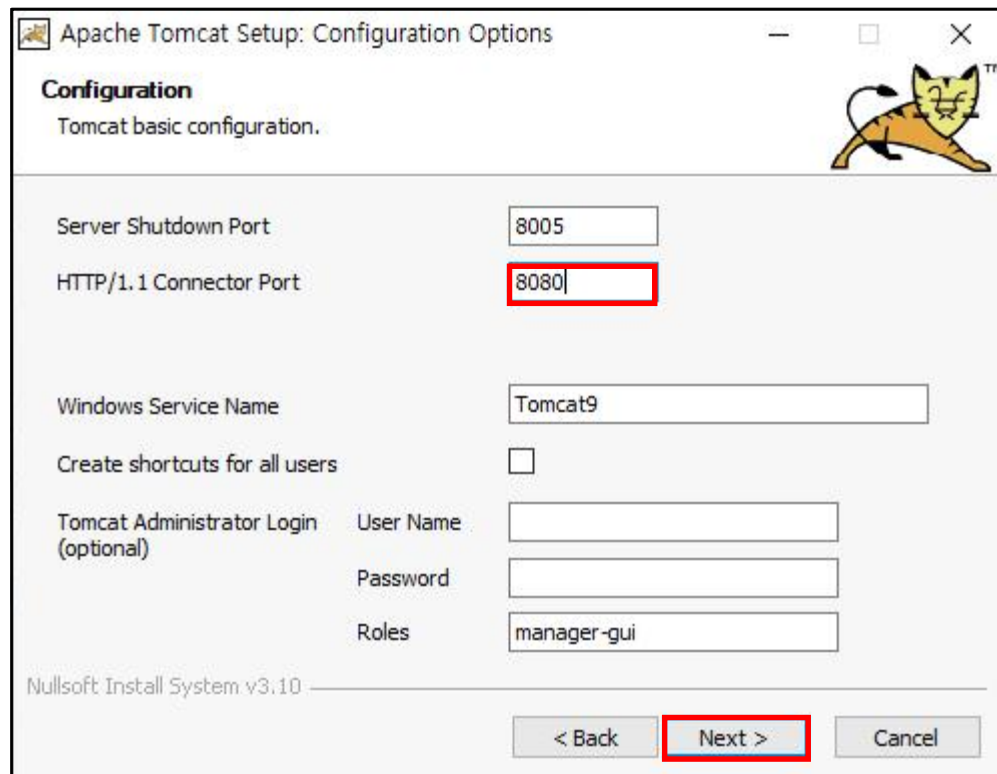 Apache Tomcat Setup: Configuration Options
Configuration
Tomcat basic configuration.
TM
Server Shutdown Port 8005
HTTP/1.1 Connector Port 8080
Windows Service Name Tomcat9
Create shortcuts for all users
Tomcat Administrator Login User Name
(optional)
Password
Roles manager-gui
Nullsoft Install System v3.10
< Back Next > Cancel